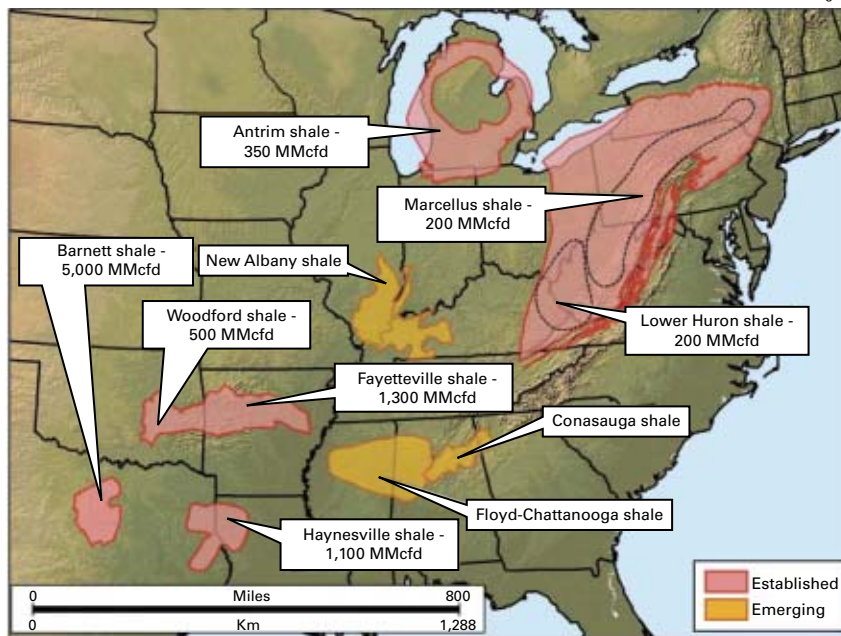 Antrim shale -
350 MMcfd
Marcellus shale -
200 MMcfd
Barnett shale -
5,000 MMcfd
New Albany shale
Woodford shale -
500 MMcfd
Lower Huron shale -
200 MMcfd
Fayetteville shale -
1,300 MMcfd
Conasauga shale
Floyd-Chattanooga shale
Haynesville shale -
1,100 MMcfd
0 Miles 800
0 Km 1,288
Established
Emerging